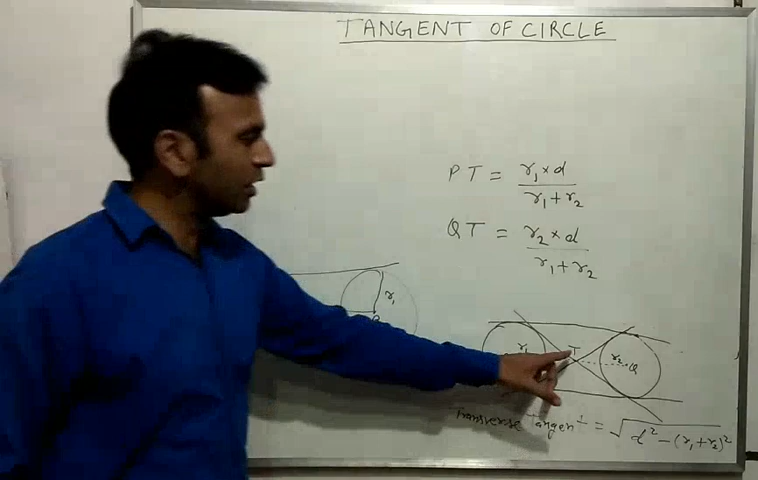 TANGENT OF CIRCLE
PT = r₁×d / r₁+r₂
QT = r₂×d / r₁+r₂
r₁
r₁ T r₂ Q
Transverse Tangent = √d²-(r₁+r₂)²